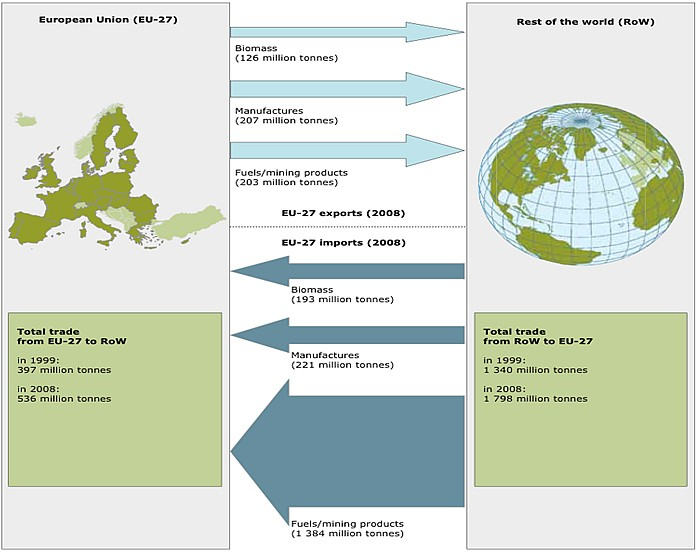 European Union (EU-27)
Rest of the world (RoW)
Biomass
(126 million tonnes)
Manufactures
(207 million tonnes)
Fuels/mining products
(203 million tonnes)
EU-27 exports (2008)
EU-27 imports (2008)
Biomass
(193 million tonnes)
Manufactures
(221 million tonnes)
Fuels/mining products
(1 384 million tonnes)
Total trade
from EU-27 to RoW
in 1999:
397 million tonnes
in 2008:
536 million tonnes
Total trade
from RoW to EU-27
in 1999:
1 340 million tonnes
in 2008:
1 798 million tonnes